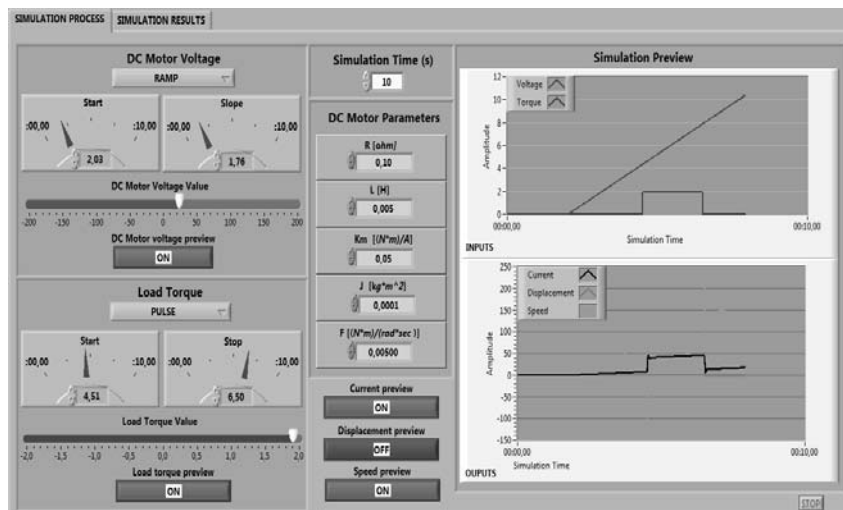 SIMULATION PROCESS
SIMULATION RESULTS
DC Motor Voltage
RAMP
Start
:00,00
:10,00
2,03
Slope
:00,00
:10,00
1,76
DC Motor Voltage Value
-200 -150 -100 -50 0 50 100 150 200
DC Motor voltage preview
ON
Load Torque
PULSE
Start
:00,00
:10,00
4,51
Stop
:00,00
:10,00
6,50
Load Torque Value
-2,0 -1,5 -1,0 -0,5 0,0 0,5 1,0 1,5 2,0
Load torque preview
ON
Simulation Time (s)
10
DC Motor Parameters
R [ohm]
0,10
L [H]
0,005
Km [(N*m)/A]
0,05
J [kg*m^2]
0,0001
F [(N*m)/(rad*sec)]
0,00500
Current preview
ON
Displacement preview
OFF
Speed preview
ON
Simulation Preview
Voltage
Torque
Amplitude
12
10
8
6
4
2
0
00:00,00
00:10,00
Simulation Time
INPUTS
Current
Displacement
Speed
Amplitude
250
200
150
100
50
0
-50
-100
-150
00:00,00
00:10,00
Simulation Time
OUPUTS
STOP